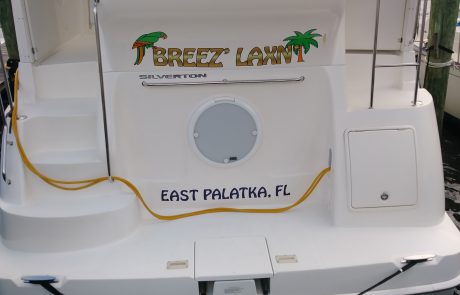 "BREEZ' LAXN'
SILVERTON
EAST PALATKA, FL